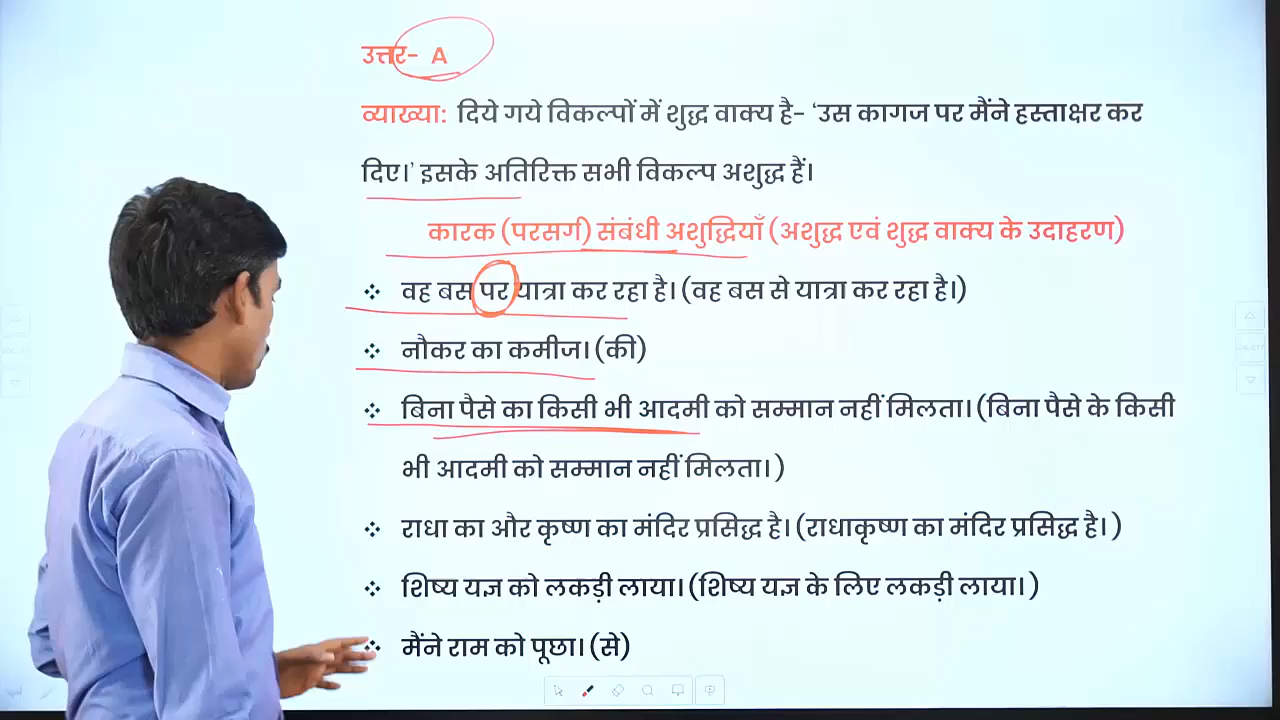 उत्तर- A
व्याख्या: दिये गये विकल्पों में शुद्ध वाक्य है- ‘उस कागज पर मैंने हस्ताक्षर कर
दिए।’ इसके अतिरिक्त सभी विकल्प अशुद्ध हैं।
कारक (परसर्ग) संबंधी अशुद्धियाँ (अशुद्ध एवं शुद्ध वाक्य के उदाहरण)
❖ वह बस पर यात्रा कर रहा है। (वह बस से यात्रा कर रहा है।)
❖ नौकर का कमीज। (की)
❖ बिना पैसे का किसी भी आदमी को सम्मान नहीं मिलता। (बिना पैसे के किसी
भी आदमी को सम्मान नहीं मिलता। )
❖ राधा का और कृष्ण का मंदिर प्रसिद्ध है। (राधाकृष्ण का मंदिर प्रसिद्ध है। )
❖ शिष्य यज्ञ को लकड़ी लाया। (शिष्य यज्ञ के लिए लकड़ी लाया। )
❖ मैंने राम को पूछा। (से)